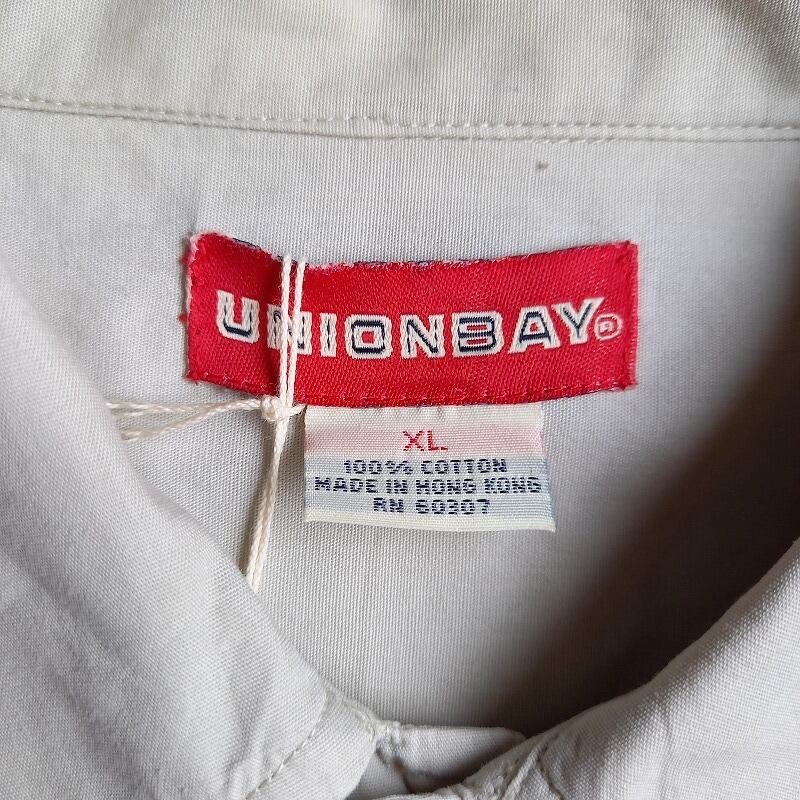 UNIONBAY®
XL
100% COTTON
MADE IN HONG KONG
RN 60307